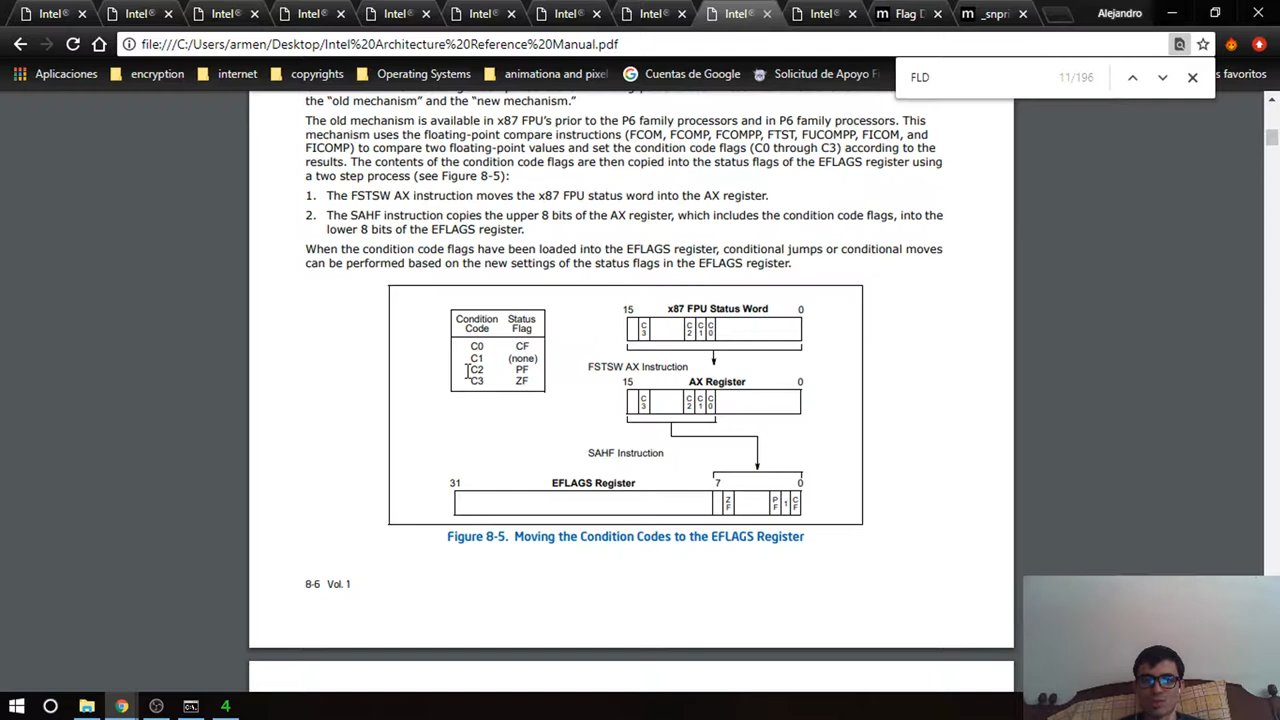 Intel® Intel® Intel® Intel® Intel® Intel® Intel® Intel® Intel® Intel® Flag D _snpri Alejandro
file:///C:/Users/armen/Desktop/Intel%20Architecture%20Reference%20Manual.pdf
Aplicaciones encryption internet copyrights Operating Systems animationa and pixel Cuentas de Google Solicitud de Apoyo Fi s favoritos
FLD 11/196
the “old mechanism” and the “new mechanism.”
The old mechanism is available in x87 FPU’s prior to the P6 family processors and in P6 family processors. This
mechanism uses the floating-point compare instructions (FCOM, FCOMP, FCOMPP, FTST, FUCOMPP, FICOM, and
FICOMP) to compare two floating-point values and set the condition code flags (C0 through C3) according to the
results. The contents of the condition code flags are then copied into the status flags of the EFLAGS register using
a two step process (see Figure 8-5):
1. The FSTSW AX instruction moves the x87 FPU status word into the AX register.
2. The SAHF instruction copies the upper 8 bits of the AX register, which includes the condition code flags, into the
lower 8 bits of the EFLAGS register.
When the condition code flags have been loaded into the EFLAGS register, conditional jumps or conditional moves
can be performed based on the new settings of the status flags in the EFLAGS register.
Condition Status
Code Flag
C0 CF
C1 (none)
C2 PF
C3 ZF
15 x87 FPU Status Word 0
C3 C2 C1 C0
FSTSW AX Instruction
15 AX Register 0
C3 C2 C1 C0
SAHF Instruction
31 EFLAGS Register 7 0
ZF PF 1 CF
Figure 8-5. Moving the Condition Codes to the EFLAGS Register
8-6 Vol. 1
4